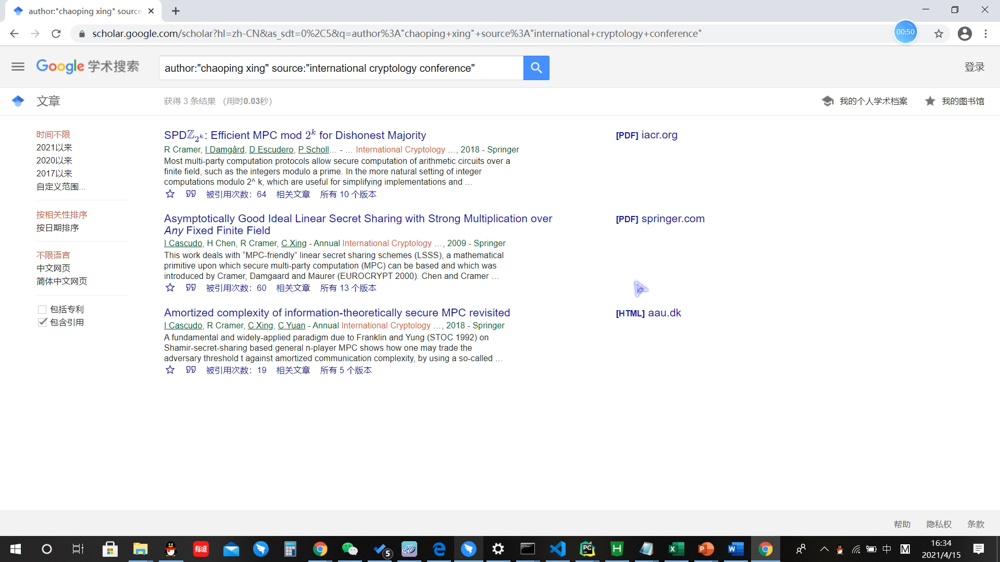 author:"chaoping xing" source
scholar.google.com/scholar?hl=zh-CN&as_sdt=0%2C5&q=author%3A"chaoping+xing"+source%3A"international+cryptology+conference"
00:50
Google 学术搜索
author:"chaoping xing" source:"international cryptology conference"
登录
文章
获得 3 条结果 (用时0.03秒)
我的个人学术档案
我的图书馆
时间不限
2021以来
2020以来
2017以来
自定义范围...
按相关性排序
按日期排序
不限语言
中文网页
简体中文网页
包括专利
包含引用
SPDℤ_{2^k}: Efficient MPC mod 2^k for Dishonest Majority
[PDF] iacr.org
R Cramer, I Damgård, D Escudero, P Scholl… - … International Cryptology …, 2018 - Springer
Most multi-party computation protocols allow secure computation of arithmetic circuits over a
finite field, such as the integers modulo a prime. In the more natural setting of integer
computations modulo 2^ k, which are useful for simplifying implementations and …
被引用次数：64 相关文章 所有 10 个版本
Asymptotically Good Ideal Linear Secret Sharing with Strong Multiplication over
Any Fixed Finite Field
[PDF] springer.com
I Cascudo, H Chen, R Cramer, C Xing - Annual International Cryptology …, 2009 - Springer
This work deals with “MPC-friendly” linear secret sharing schemes (LSSS), a mathematical
primitive upon which secure multi-party computation (MPC) can be based and which was
introduced by Cramer, Damgaard and Maurer (EUROCRYPT 2000). Chen and Cramer …
被引用次数：60 相关文章 所有 13 个版本
Amortized complexity of information-theoretically secure MPC revisited
[HTML] aau.dk
I Cascudo, R Cramer, C Xing, C Yuan - Annual International Cryptology …, 2018 - Springer
A fundamental and widely-applied paradigm due to Franklin and Yung (STOC 1992) on
Shamir-secret-sharing based general n-player MPC shows how one may trade the
adversary threshold t against amortized communication complexity, by using a so-called …
被引用次数：19 相关文章 所有 5 个版本
帮助 隐私权 条款
有道
5
PC
H
中
M
16:34
2021/4/15